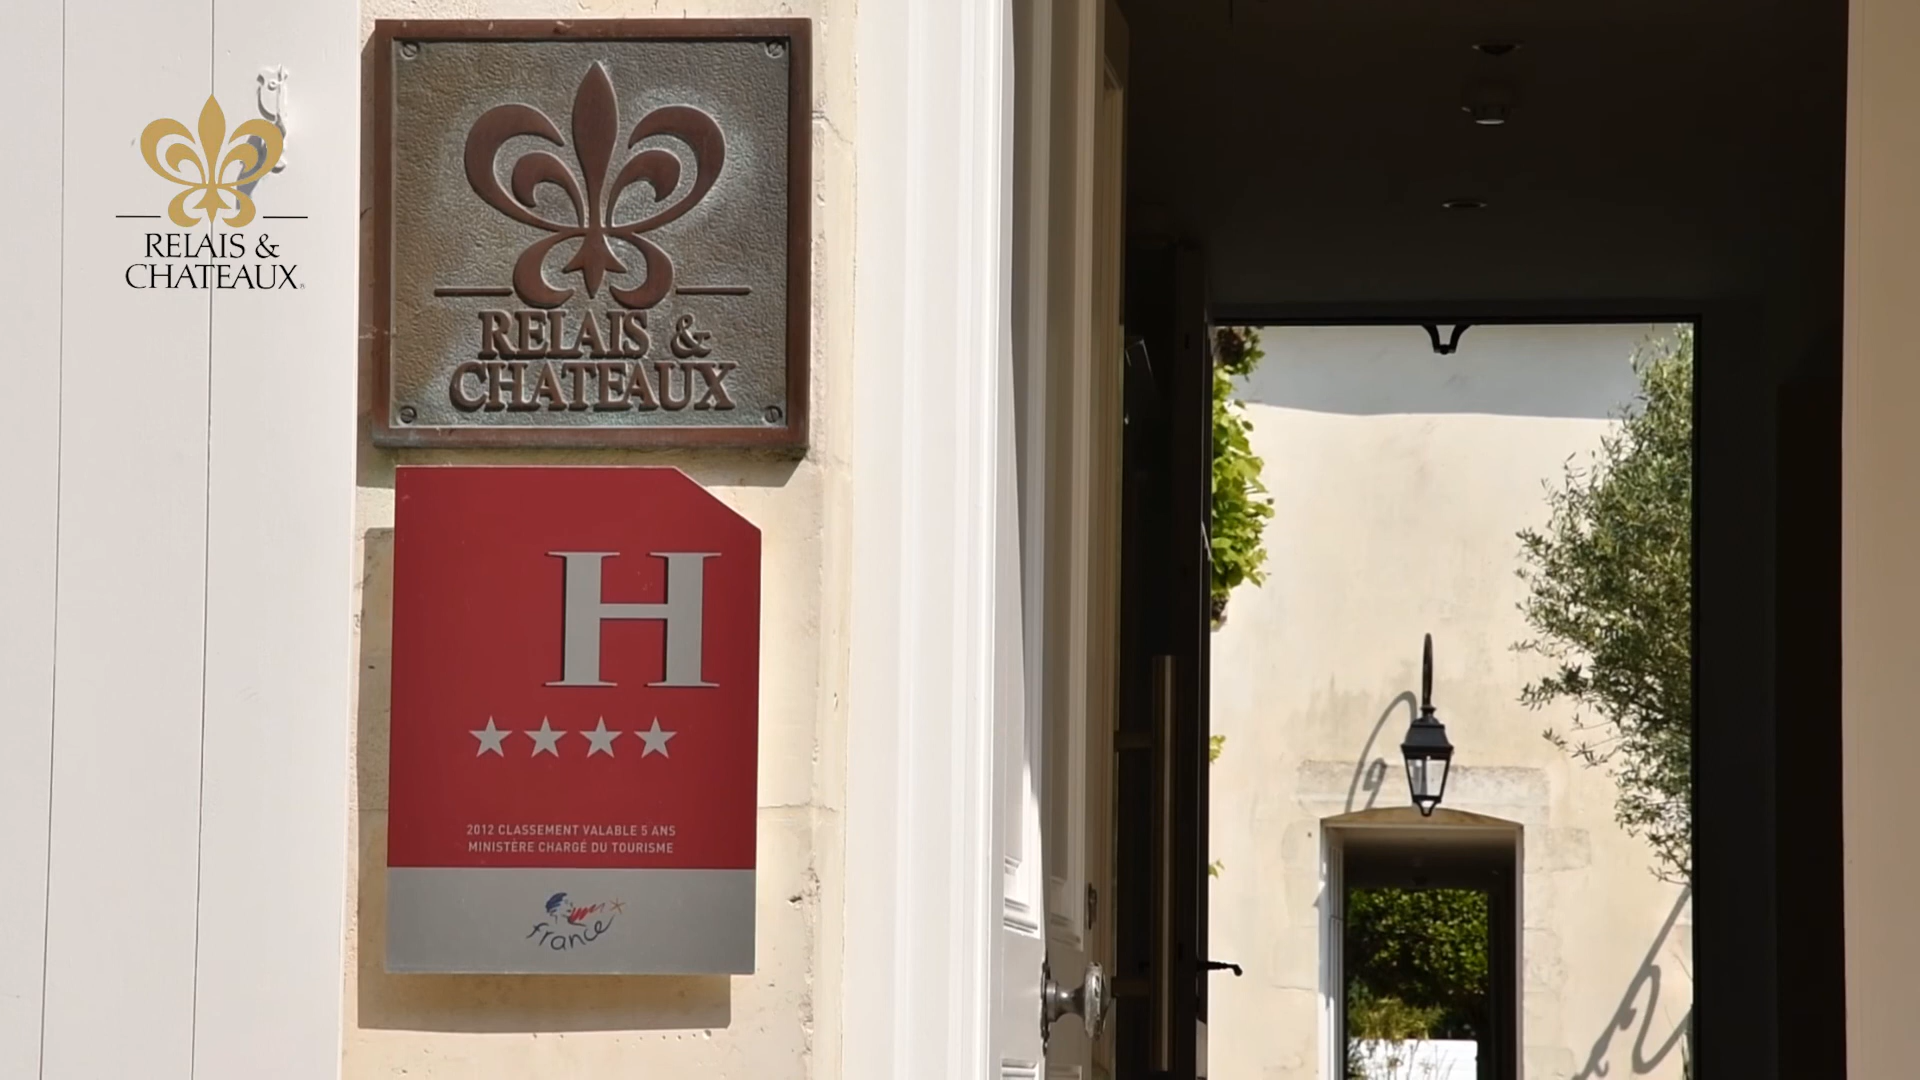 RELAIS &
CHATEAUX
RELAIS &
CHATEAUX
H
2012 CLASSEMENT VALABLE 5 ANS
MINISTÈRE CHARGÉ DU TOURISME
france